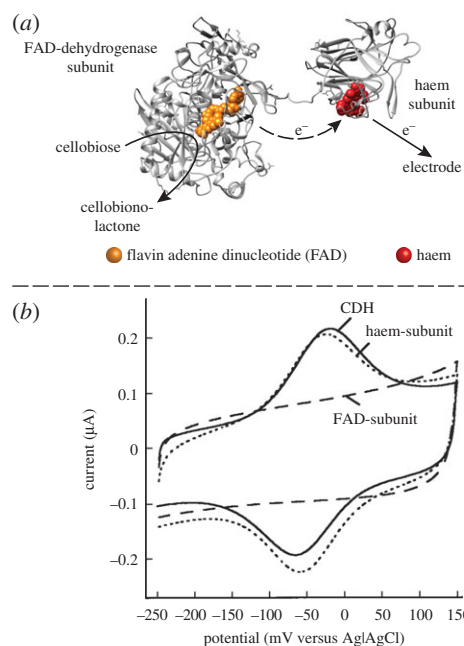 (a)
FAD-dehydrogenase
subunit
haem
subunit
e–
cellobiose
e–
electrode
cellobiono-
lactone
flavin adenine dinucleotide (FAD)
haem
(b)
CDH
haem-subunit
FAD-subunit
0.2
0.1
0
–0.1
–0.2
current (µA)
–250 –200 –150 –100 –50 0 50 100 150
potential (mV versus Ag|AgCl)